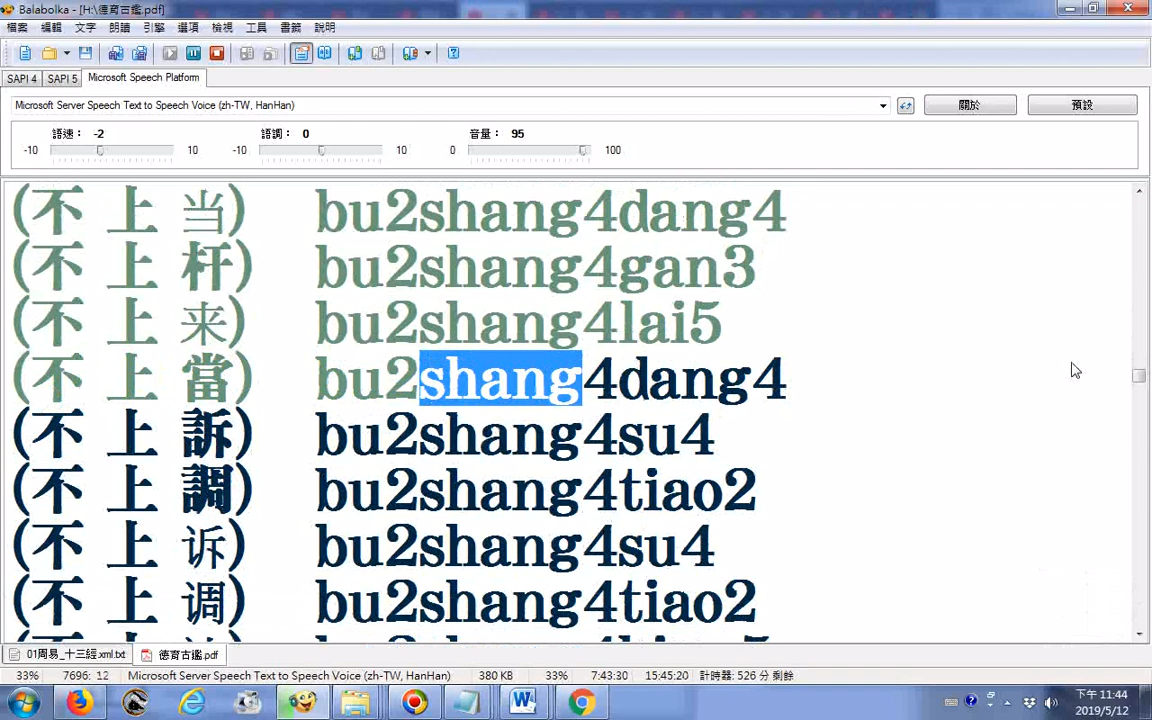 Balabolka - [H:\德育古鑑.pdf]
檔案 編輯 文字 朗讀 引擎 選項 檢視 工具 書籤 說明
SAPI 4 SAPI 5 Microsoft Speech Platform
Microsoft Server Speech Text to Speech Voice (zh-TW, HanHan) 關於 預設
語速： -2 語調： 0 音量： 95
-10 10 -10 10 0 100
(不 上 当) bu2shang4dang4
(不 上 杆) bu2shang4gan3
(不 上 来) bu2shang4lai5
(不 上 當) bu2shang4dang4
(不 上 訴) bu2shang4su4
(不 上 調) bu2shang4tiao2
(不 上 诉) bu2shang4su4
(不 上 调) bu2shang4tiao2
01周易_十三經.xml.txt 德育古鑑.pdf
33% 7696: 12 Microsoft Server Speech Text to Speech Voice (zh-TW, HanHan) 380 KB 33% 7:43:30 15:45:20 計時器: 526 分 剩餘
下午 11:44
2019/5/12